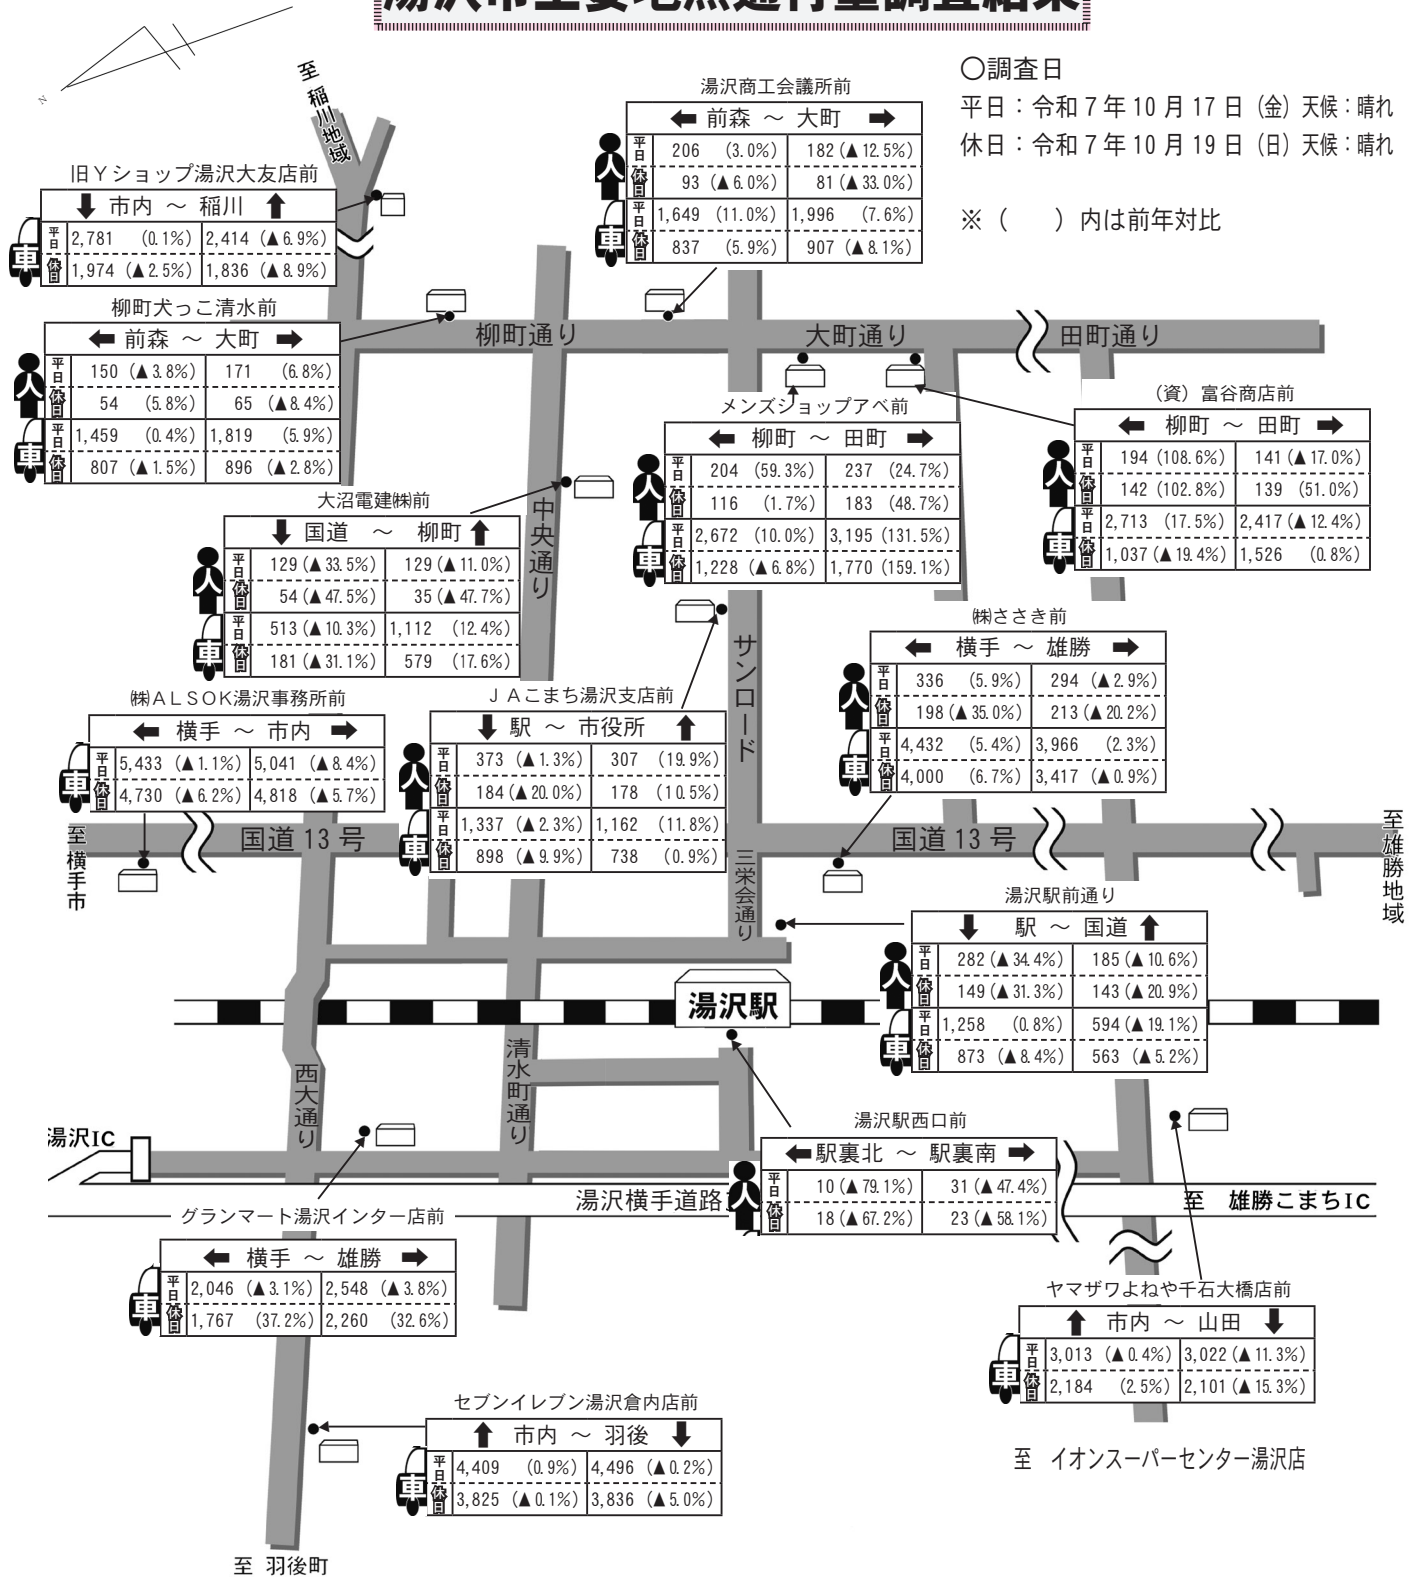 湯沢市主要地点通行量調査結果
○調査日
平日：令和７年10月17日（金）天候：晴れ
休日：令和７年10月19日（日）天候：晴れ
※（　　）内は前年対比
N
至 稲川地域
湯沢商工会議所前
前森 ～ 大町
人
平日 206 (3.0%) 182 (▲12.5%)
休日 93 (▲6.0%) 81 (▲33.0%)
車
平日 1,649 (11.0%) 1,996 (7.6%)
休日 837 (5.9%) 907 (▲8.1%)
旧Ｙショップ湯沢大友店前
市内 ～ 稲川
車
平日 2,781 (0.1%) 2,414 (▲6.9%)
休日 1,974 (▲2.5%) 1,836 (▲8.9%)
柳町犬っこ清水前
前森 ～ 大町
人
平日 150 (▲3.8%) 171 (6.8%)
休日 54 (5.8%) 65 (▲8.4%)
車
平日 1,459 (0.4%) 1,819 (5.9%)
休日 807 (▲1.5%) 896 (▲2.8%)
柳町通り
大町通り
田町通り
メンズショップアベ前
柳町 ～ 田町
人
平日 204 (59.3%) 237 (24.7%)
休日 116 (1.7%) 183 (48.7%)
車
平日 2,672 (10.0%) 3,195 (131.5%)
休日 1,228 (▲6.8%) 1,770 (159.1%)
（資）富谷商店前
柳町 ～ 田町
人
平日 194 (108.6%) 141 (▲17.0%)
休日 142 (102.8%) 139 (51.0%)
車
平日 2,713 (17.5%) 2,417 (▲12.4%)
休日 1,037 (▲19.4%) 1,526 (0.8%)
大沼電建㈱前
国道 ～ 柳町
人
平日 129 (▲33.5%) 129 (▲11.0%)
休日 54 (▲47.5%) 35 (▲47.7%)
車
平日 513 (▲10.3%) 1,112 (12.4%)
休日 181 (▲31.1%) 579 (17.6%)
中央通り
サンロード
㈱ささき前
横手 ～ 雄勝
人
平日 336 (5.9%) 294 (▲2.9%)
休日 198 (▲35.0%) 213 (▲20.2%)
車
平日 4,432 (5.4%) 3,966 (2.3%)
休日 4,000 (6.7%) 3,417 (▲0.9%)
㈱ＡＬＳＯＫ湯沢事務所前
横手 ～ 市内
車
平日 5,433 (▲1.1%) 5,041 (▲8.4%)
休日 4,730 (▲6.2%) 4,818 (▲5.7%)
ＪＡこまち湯沢支店前
駅 ～ 市役所
人
平日 373 (▲1.3%) 307 (19.9%)
休日 184 (▲20.0%) 178 (10.5%)
車
平日 1,337 (▲2.3%) 1,162 (11.8%)
休日 898 (▲9.9%) 738 (0.9%)
至 横手市
国道13号
国道13号
至 雄勝地域
三栄会通り
湯沢駅前通り
駅 ～ 国道
人
平日 282 (▲34.4%) 185 (▲10.6%)
休日 149 (▲31.3%) 143 (▲20.9%)
車
平日 1,258 (0.8%) 594 (▲19.1%)
休日 873 (▲8.4%) 563 (▲5.2%)
湯沢駅
西大通り
清水町通り
湯沢IC
湯沢駅西口前
駅裏北 ～ 駅裏南
人
平日 10 (▲79.1%) 31 (▲47.4%)
休日 18 (▲67.2%) 23 (▲58.1%)
湯沢横手道路
至　雄勝こまちIC
グランマート湯沢インター店前
横手 ～ 雄勝
車
平日 2,046 (▲3.1%) 2,548 (▲3.8%)
休日 1,767 (37.2%) 2,260 (32.6%)
ヤマザワよねや千石大橋店前
市内 ～ 山田
車
平日 3,013 (▲0.4%) 3,022 (▲11.3%)
休日 2,184 (2.5%) 2,101 (▲15.3%)
セブンイレブン湯沢倉内店前
市内 ～ 羽後
車
平日 4,409 (0.9%) 4,496 (▲0.2%)
休日 3,825 (▲0.1%) 3,836 (▲5.0%)
至　イオンスーパーセンター湯沢店
至 羽後町